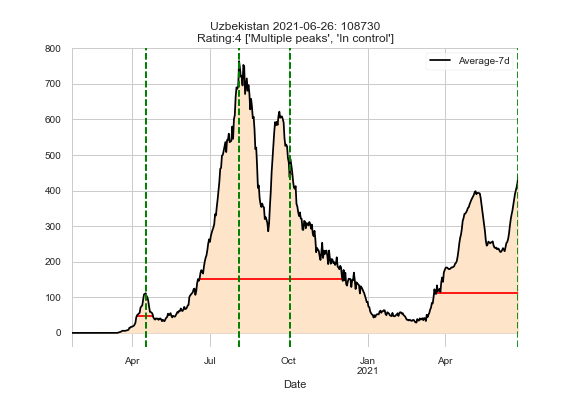 Uzbekistan 2021-06-26: 108730
Rating:4 ['Multiple peaks', 'In control']
Average-7d
800
700
600
500
400
300
200
100
0
Apr
Jul
Oct
Jan
2021
Apr
Date